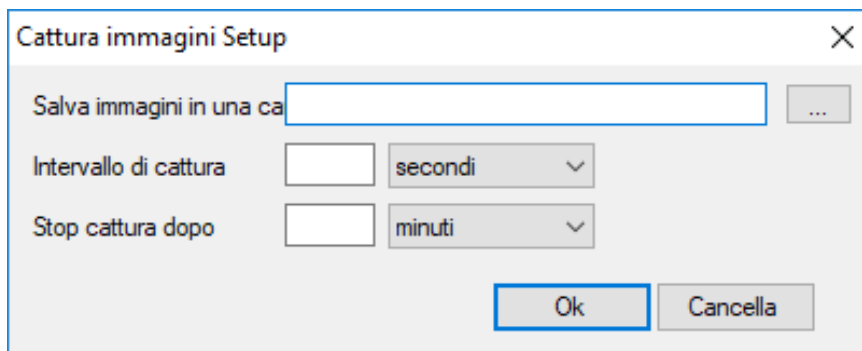 Cattura immagini Setup
Salva immagini in una ca
...
Intervallo di cattura secondi
Stop cattura dopo minuti
Ok Cancella